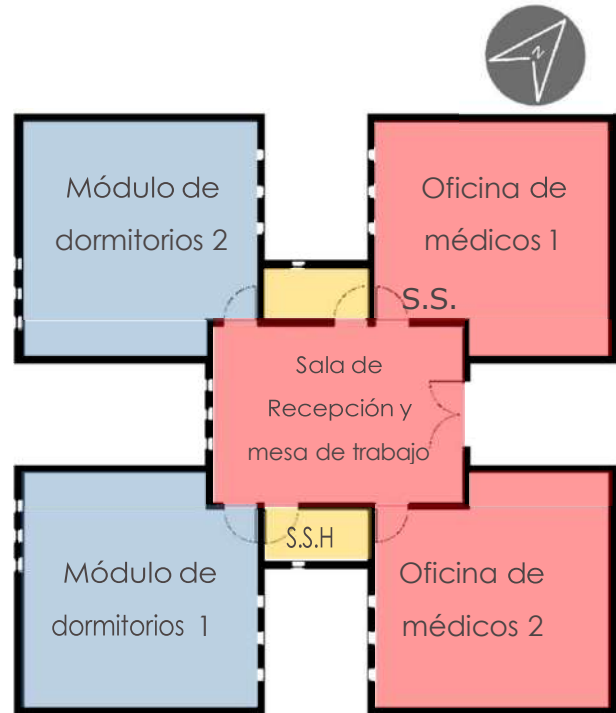 N
Módulo de
dormitorios 2
Oficina de
médicos 1
S.S.
Sala de
Recepción y
mesa de trabajo
S.S.H
Módulo de
dormitorios 1
Oficina de
médicos 2